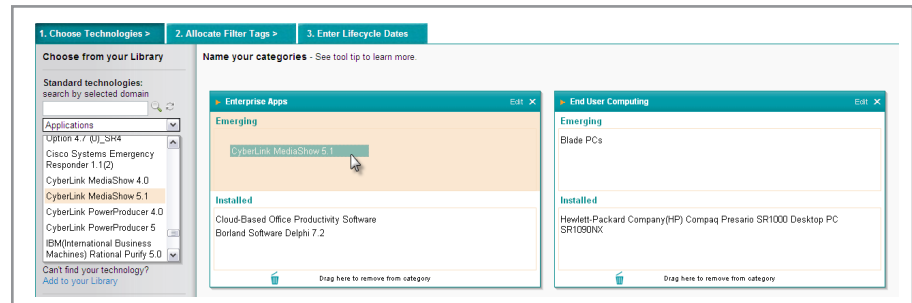 1. Choose Technologies >
2. Allocate Filter Tags >
3. Enter Lifecycle Dates
Choose from your Library
Standard technologies:
search by selected domain
Applications
Option 4.7 (U)_SR4
Cisco Systems Emergency
Responder 1.1(2)
CyberLink MediaShow 4.0
CyberLink MediaShow 5.1
CyberLink PowerProducer 4.0
CyberLink PowerProducer 5
IBM(International Business
Machines) Rational Purify 5.0
Can't find your technology?
Add to your Library
Name your categories - See tool tip to learn more.
Enterprise Apps
Edit
Emerging
CyberLink MediaShow 5.1
Installed
Cloud-Based Office Productivity Software
Borland Software Delphi 7.2
Drag here to remove from category
End User Computing
Edit
Emerging
Blade PCs
Installed
Hewlett-Packard Company(HP) Compaq Presario SR1000 Desktop PC
SR1090NX
Drag here to remove from category